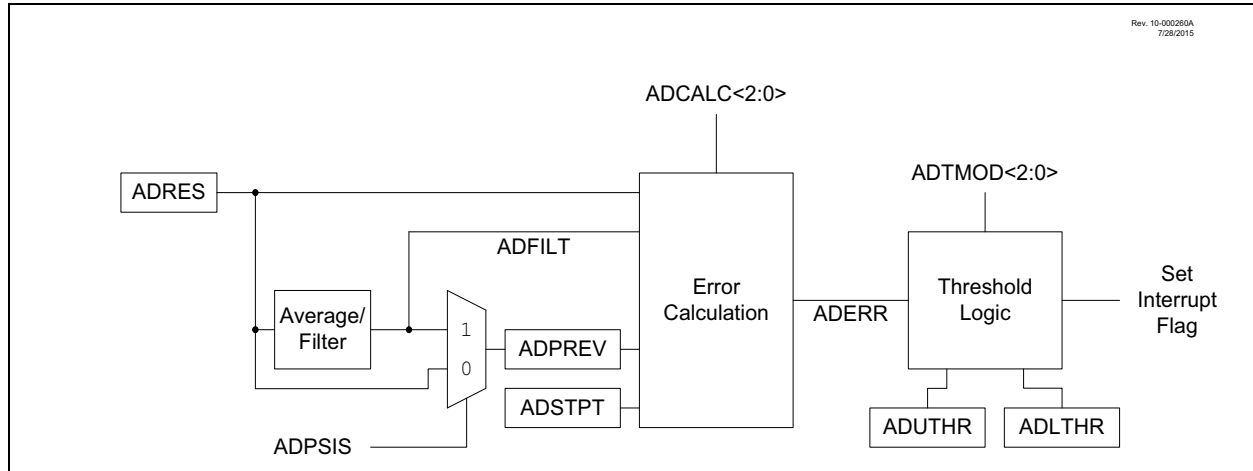 Rev. 10-000260A
7/28/2015
ADCALC<2:0>
ADRES
ADTMOD<2:0>
ADFILT
Average/
Filter
1
0
ADPREV
ADSTPT
ADPSIS
Error
Calculation
ADERR
Threshold
Logic
Set
Interrupt
Flag
ADUTHR
ADLTHR